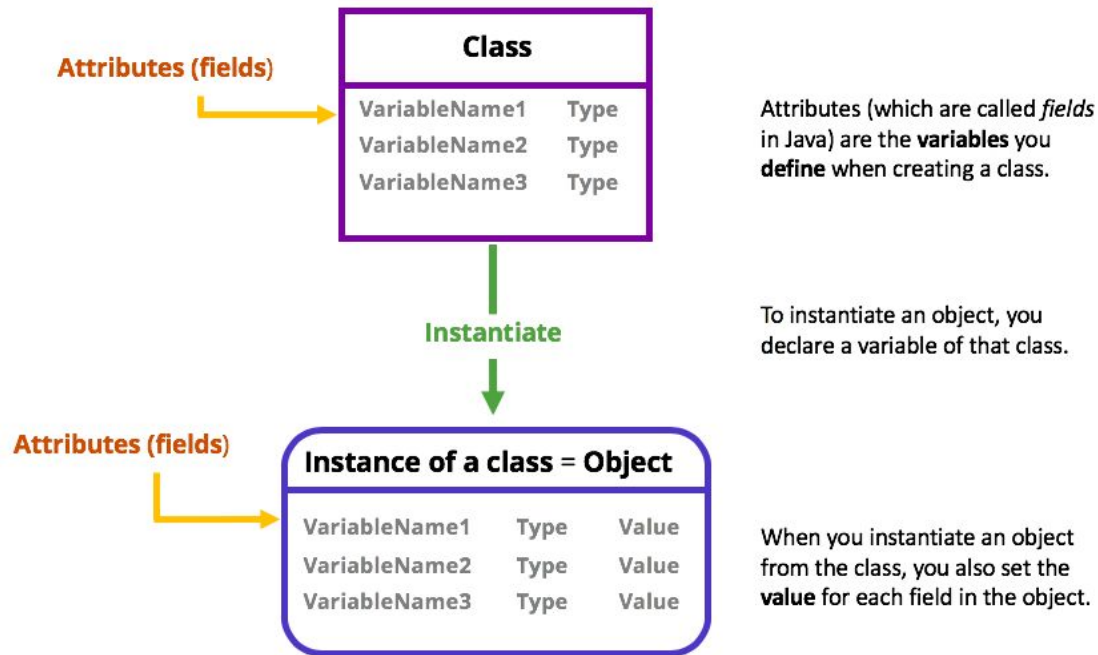 Class
Attributes (fields)
VariableName1 Type
VariableName2 Type
VariableName3 Type
Attributes (which are called fields
in Java) are the variables you
define when creating a class.
Instantiate
To instantiate an object, you
declare a variable of that class.
Attributes (fields)
Instance of a class = Object
VariableName1 Type Value
VariableName2 Type Value
VariableName3 Type Value
When you instantiate an object
from the class, you also set the
value for each field in the object.